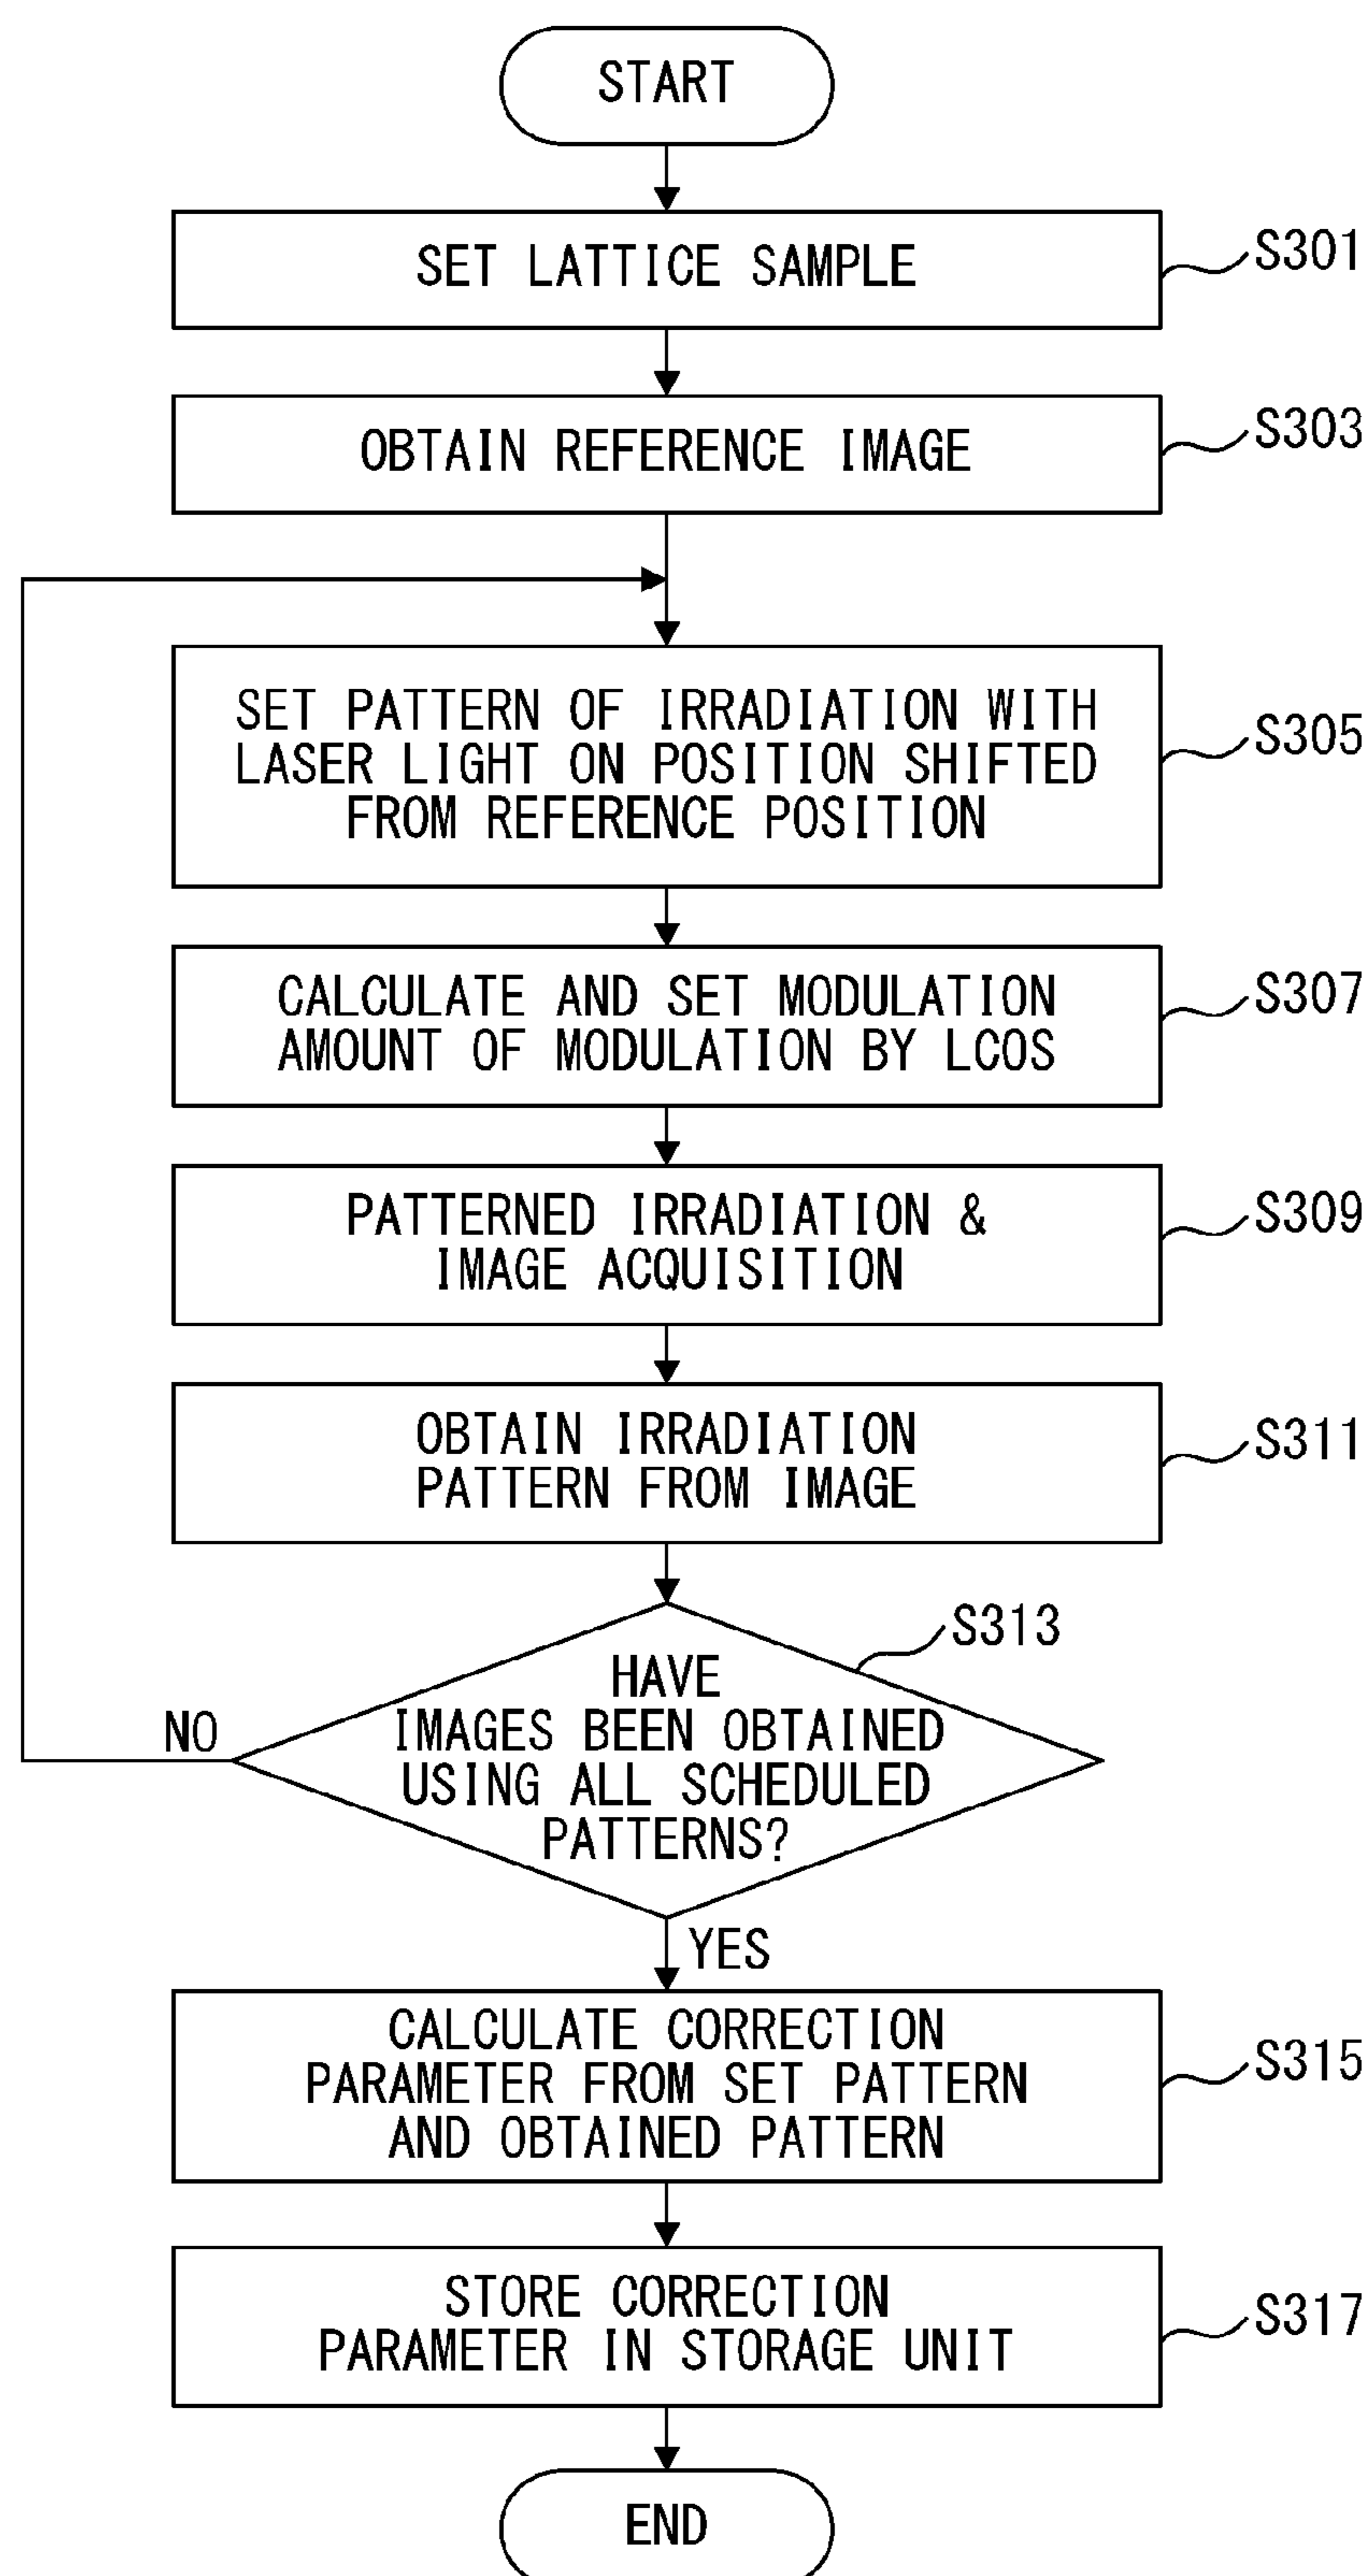 START
SET LATTICE SAMPLE
S301
OBTAIN REFERENCE IMAGE
S303
SET PATTERN OF IRRADIATION WITH
LASER LIGHT ON POSITION SHIFTED
FROM REFERENCE POSITION
S305
CALCULATE AND SET MODULATION
AMOUNT OF MODULATION BY LCOS
S307
PATTERNED IRRADIATION &
IMAGE ACQUISITION
S309
OBTAIN IRRADIATION
PATTERN FROM IMAGE
S311
S313
HAVE
IMAGES BEEN OBTAINED
USING ALL SCHEDULED
PATTERNS?
NO
YES
CALCULATE CORRECTION
PARAMETER FROM SET PATTERN
AND OBTAINED PATTERN
S315
STORE CORRECTION
PARAMETER IN STORAGE UNIT
S317
END